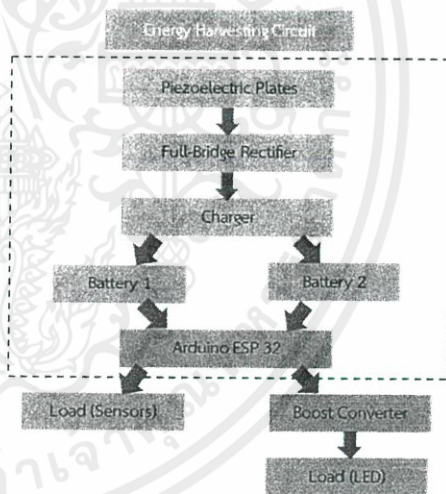 Energy Harvesting Circuit
Piezoelectric Plates
Full-Bridge Rectifier
Charger
Battery 1
Battery 2
Arduino ESP 32
Load (Sensors)
Boost Converter
Load (LED)